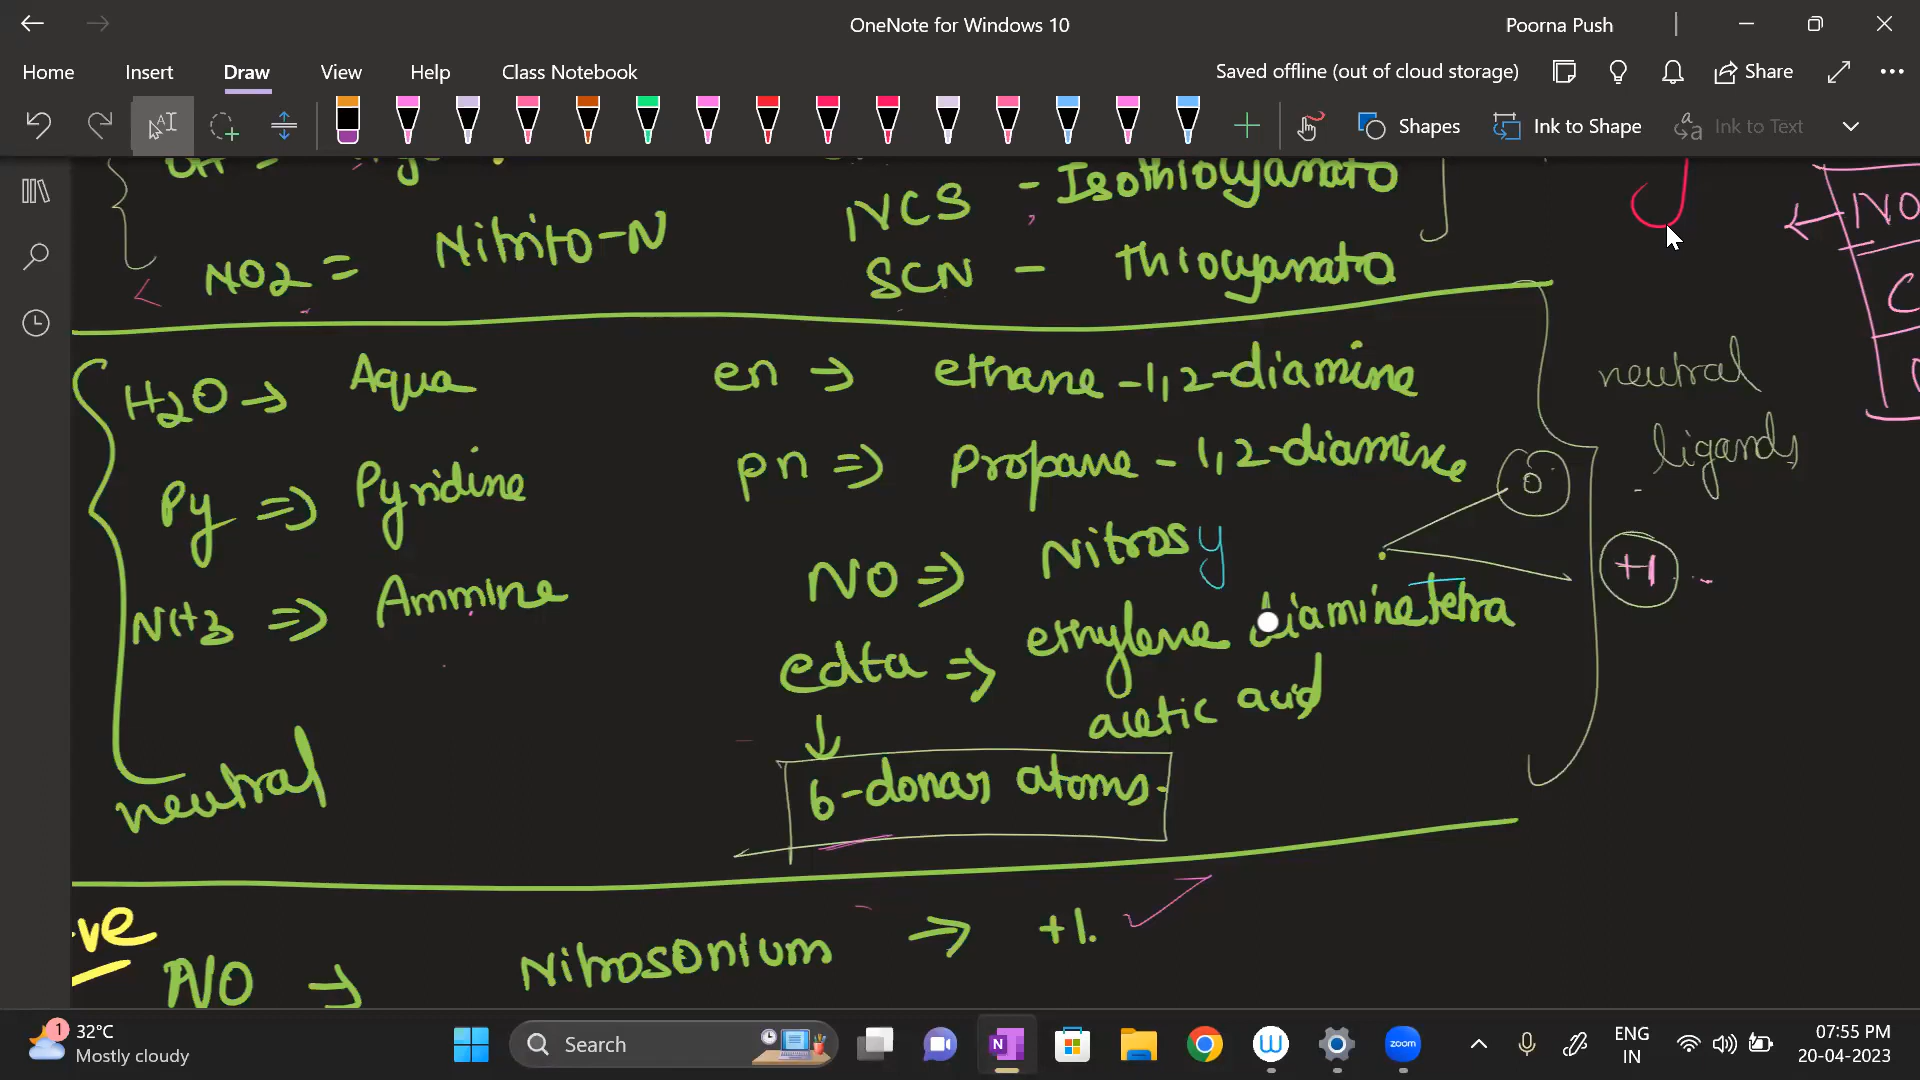 OneNote for Windows 10
Poorna Push
Home Insert Draw View Help Class Notebook
Saved offline (out of cloud storage)
Share
Shapes
Ink to Shape
Ink to Text
NCS - Isothiocyanato
NO2 = Nitrito-N
SCN - Thiocyanato
NO
H2O → Aqua
en → ethane-1,2-diamine
neutral
ligands
Py => Pyridine
pn => Propane-1,2-diamine
O
NO => Nitrosy
+1
NH3 => Ammine
edta => ethylene diaminetetra
acetic acid
6-donar atoms.
neutral
ve
NO → Nitrosonium → +1.
1
32°C
Mostly cloudy
Search
zoom
ENG
IN
07:55 PM
20-04-2023